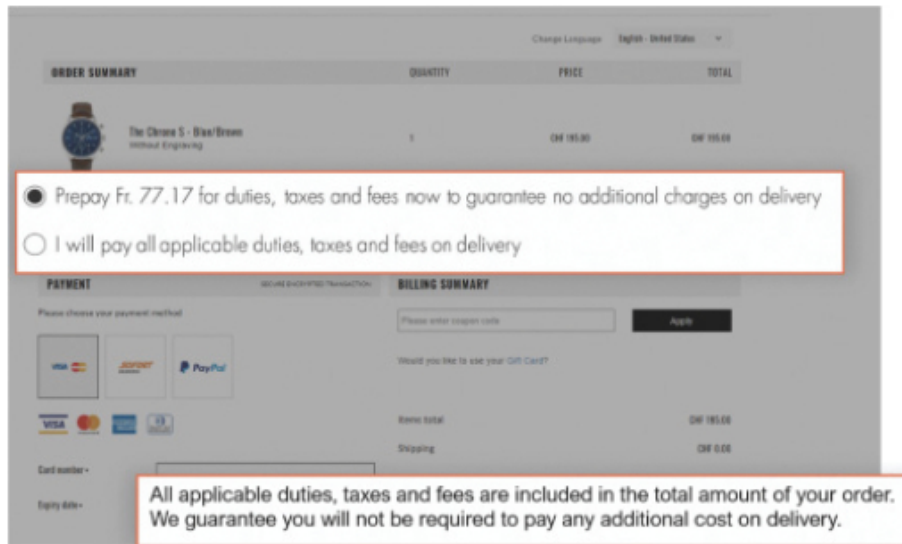 Change Language English - United States
ORDER SUMMARY QUANTITY PRICE TOTAL
The Chrono S - Blue/Brown
Without Engraving
1 CHF 195.00 CHF 195.00
Prepay Fr. 77.17 for duties, taxes and fees now to guarantee no additional charges on delivery
I will pay all applicable duties, taxes and fees on delivery
PAYMENT SECURE ENCRYPTED TRANSACTION
Please choose your payment method
VISA SOFORT PayPal
VISA
BILLING SUMMARY
Please enter coupon code Apply
Would you like to use your Gift Card?
Items total CHF 195.00
Shipping CHF 0.00
Card number
Expiry date
All applicable duties, taxes and fees are included in the total amount of your order.
We guarantee you will not be required to pay any additional cost on delivery.